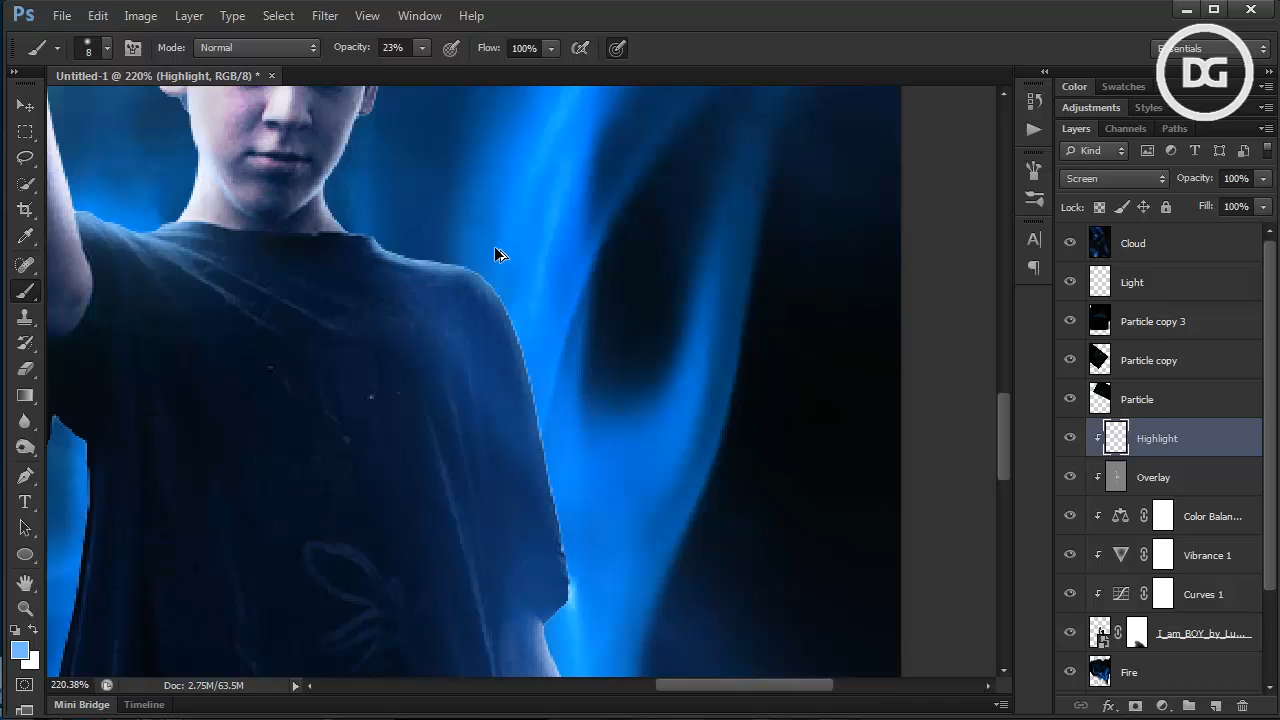 Ps File Edit Image Layer Type Select Filter View Window Help
8 Mode: Normal Opacity: 23% Flow: 100% Essentials
DG
Untitled-1 @ 220% (Highlight, RGB/8) * ×
Color Swatches
Adjustments Styles
Layers Channels Paths
Kind T
Screen Opacity: 100%
Lock: Fill: 100%
Cloud
Light
Particle copy 3
Particle copy
Particle
Highlight
Overlay
Color Balan...
Vibrance 1
Curves 1
I_am_BOY_by_Lu...
Fire
fx
A
T
220.38% Doc: 2.75M/63.5M
Mini Bridge Timeline